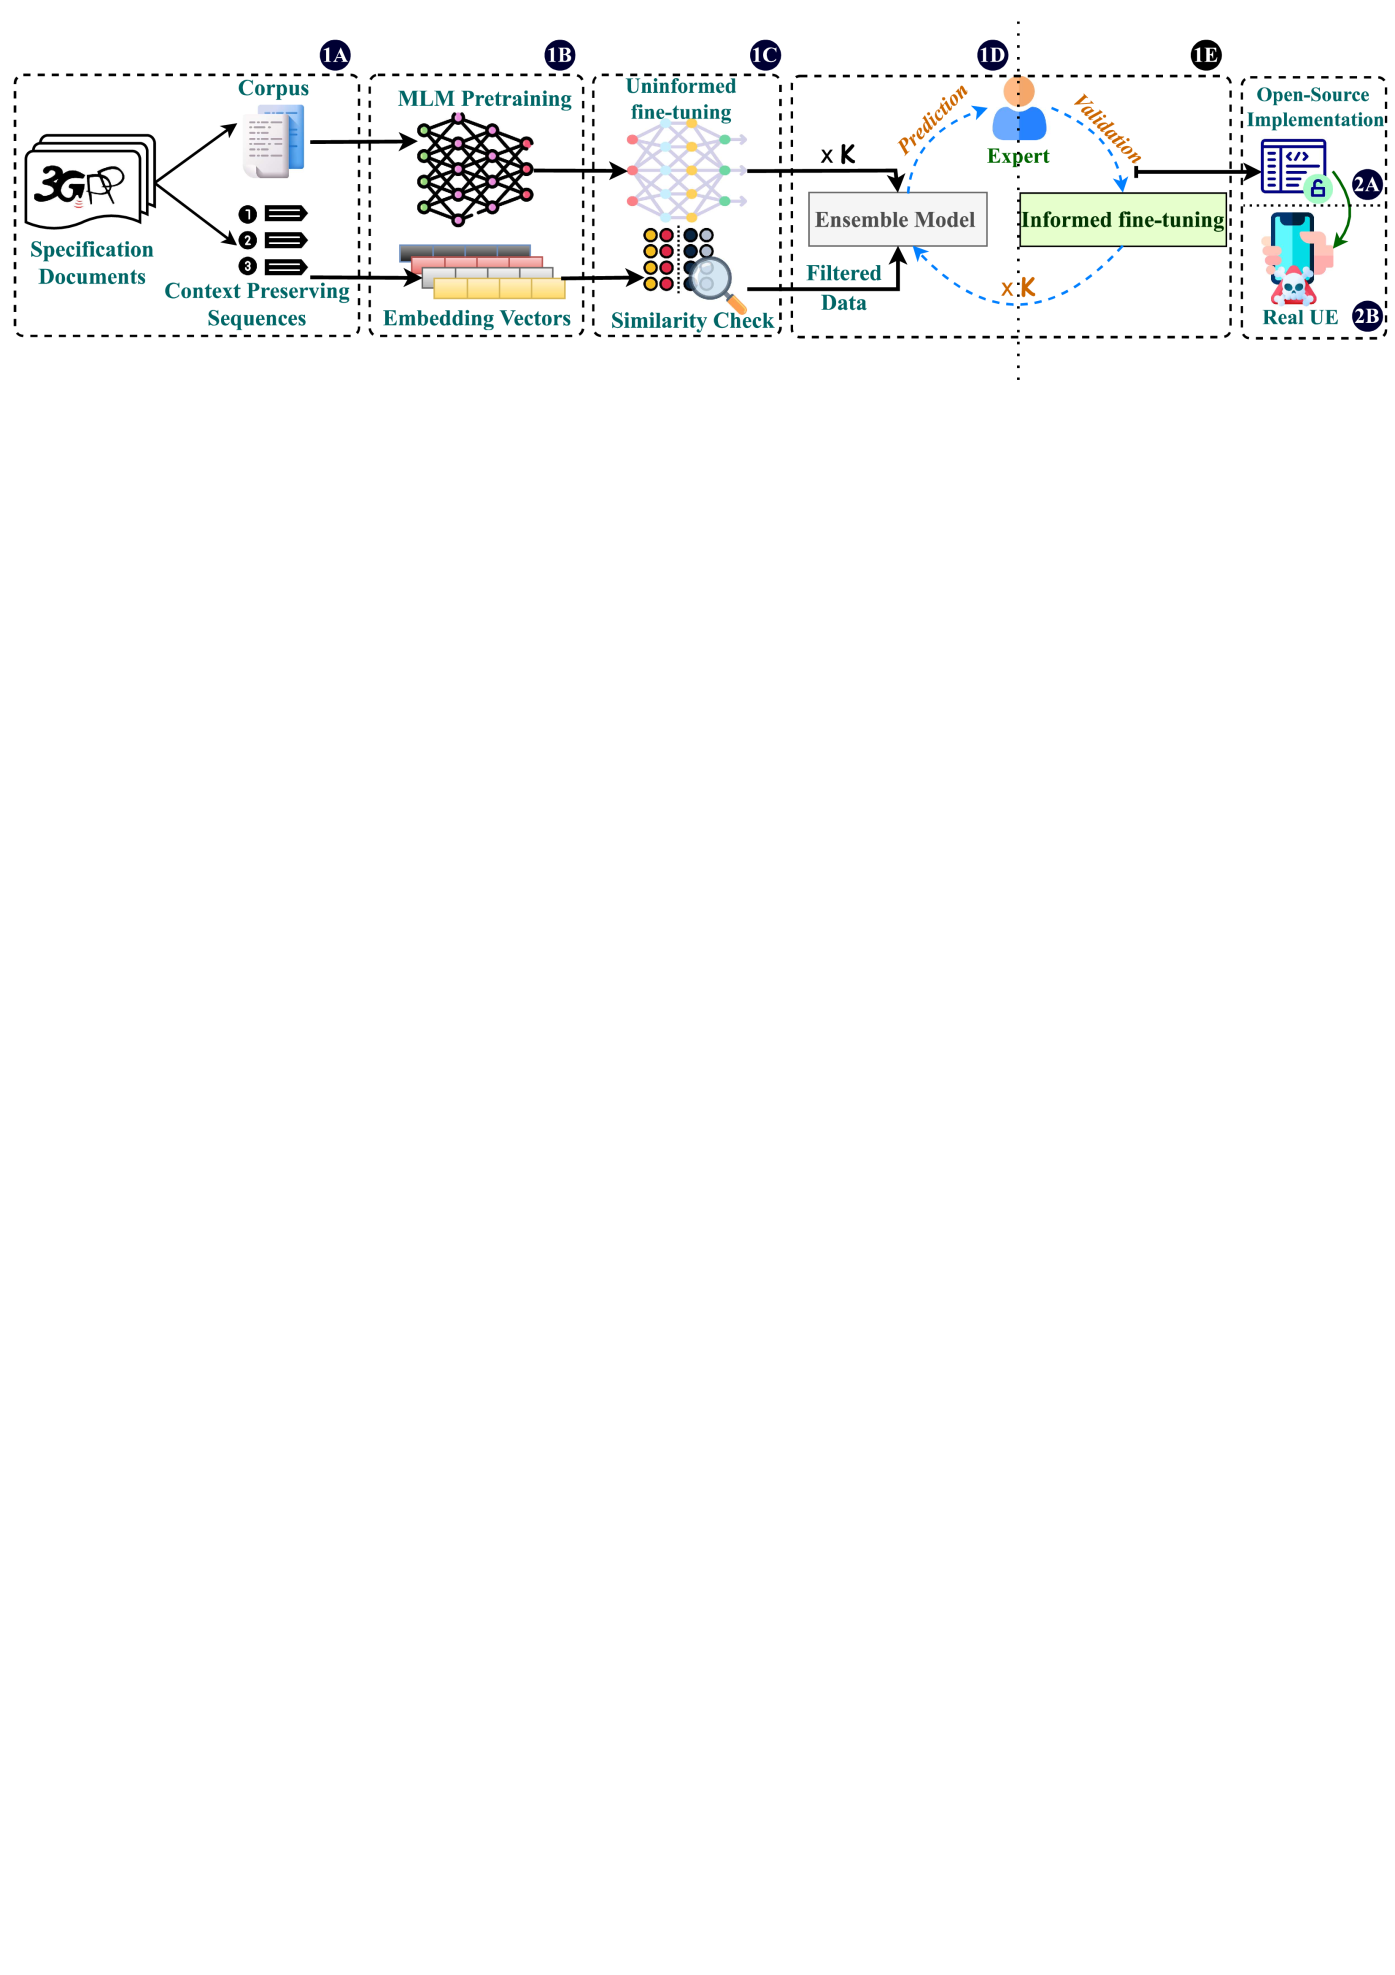 1A
Corpus
3GPP
1
2
3
Specification
Documents
Context Preserving
Sequences
1B
MLM Pretraining
Embedding Vectors
1C
Uninformed
fine-tuning
Similarity Check
1D
x K
Ensemble Model
Filtered
Data
Prediction
Expert
Validation
1E
Informed fine-tuning
x K
Open-Source
Implementation
</>
2A
Real UE
2B